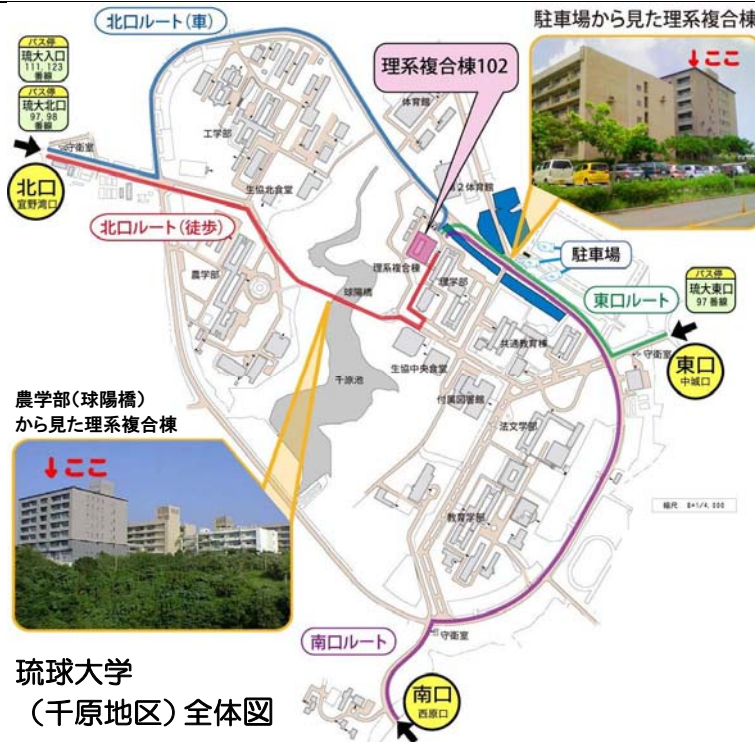 北口ルート(車)
駐車場から見た理系複合棟
↓ここ
バス停
琉大入口
111, 123
番線
バス停
琉大北口
97, 98
番線
守衛室
北口
宜野湾口
理系複合棟102
体育館
工学部
生協北食堂
北口ルート(徒歩)
第2体育館
駐車場
理系複合棟
理学部
農学部
球陽橋
東口ルート
バス停
琉大東口
97番線
共通教育棟
守衛室
東口
中城口
生協中央食堂
千原池
付属図書館
農学部(球陽橋)
から見た理系複合棟
↓ここ
法文学部
教育学部
南口ルート
守衛室
南口
西原口
琉球大学
(千原地区)全体図